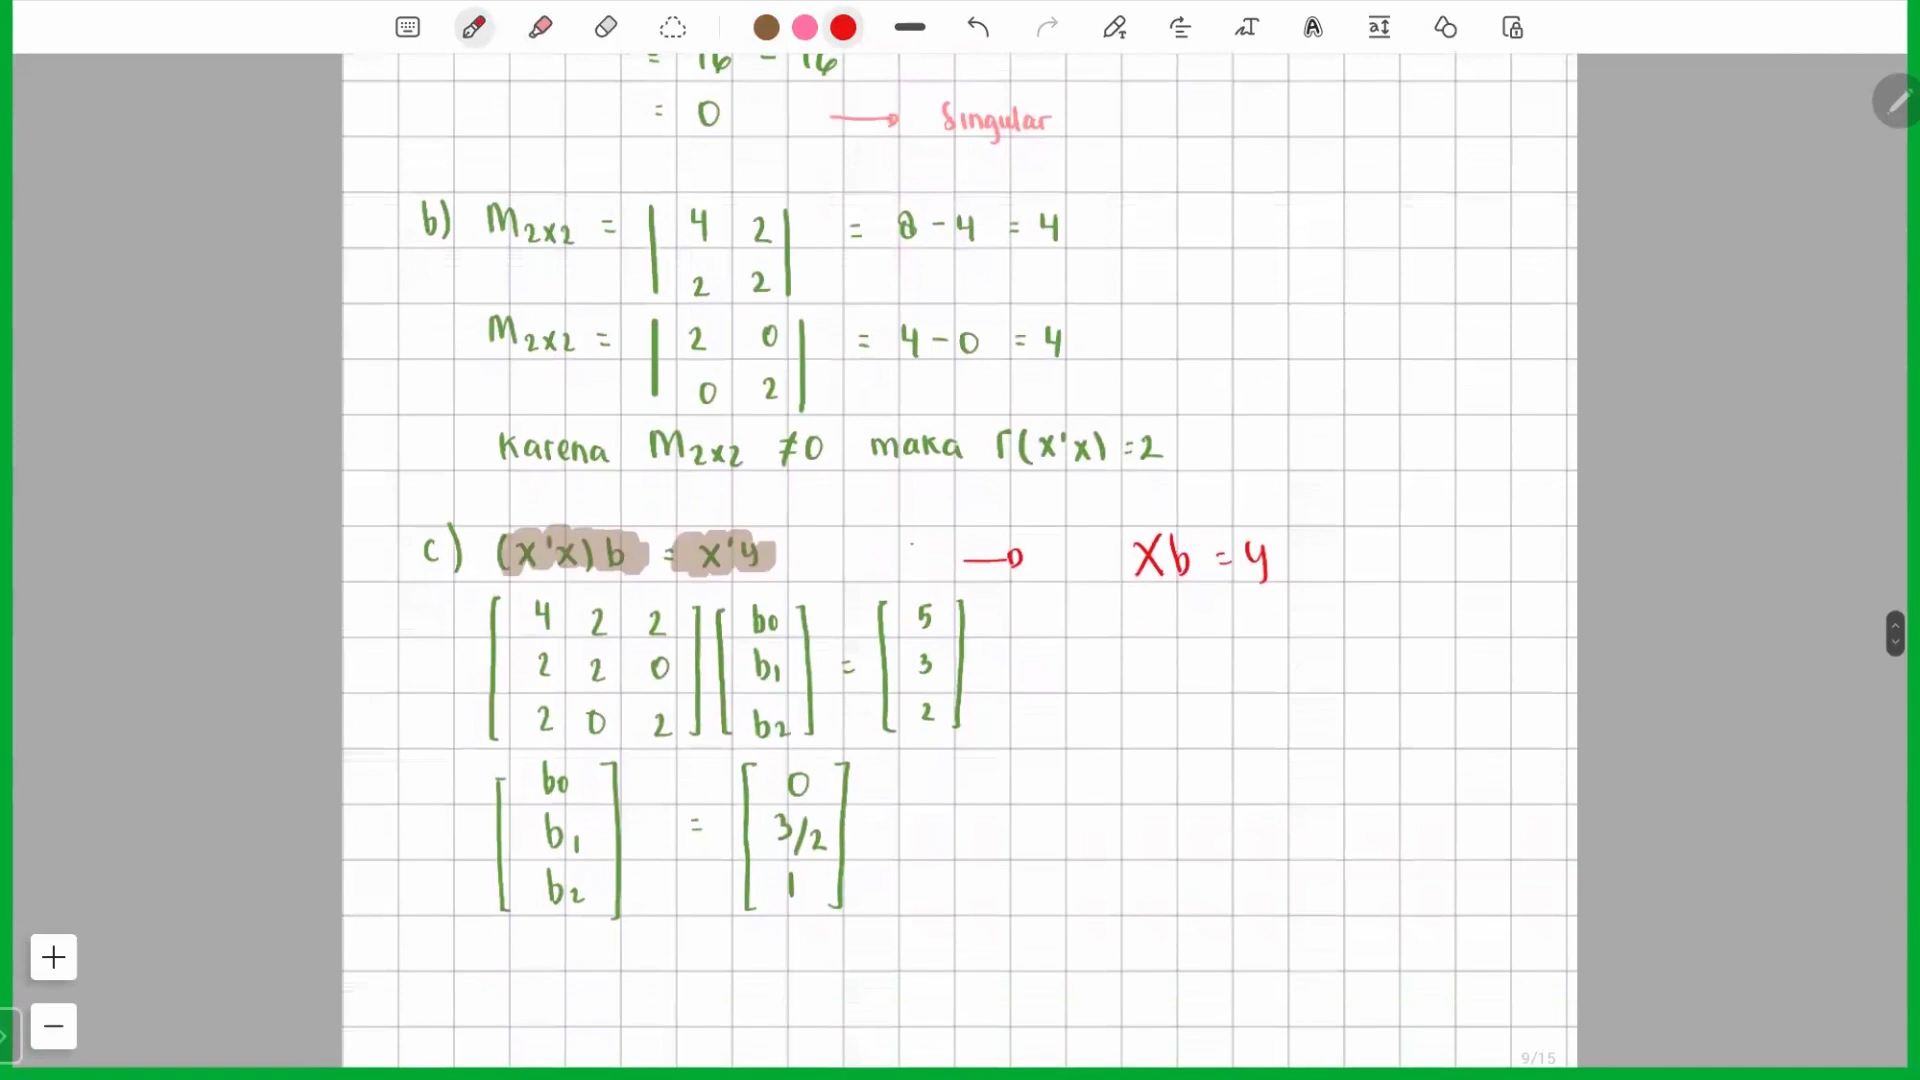 = 16 - 16
= 0 → Singular
b) M2x2 = | 4 2 | = 8 - 4 = 4
| 2 2 |
M2x2 = | 2 0 | = 4 - 0 = 4
| 0 2 |
Karena M2x2 ≠ 0 maka r(x'x) = 2
c) (x'x) b = x'y → Xb = y
[ 4 2 2 ] [ b0 ] = [ 5 ]
[ 2 2 0 ] [ b1 ] [ 3 ]
[ 2 0 2 ] [ b2 ] [ 2 ]
[ b0 ] = [ 0 ]
[ b1 ] [ 3/2 ]
[ b2 ] [ 1 ]
9/15